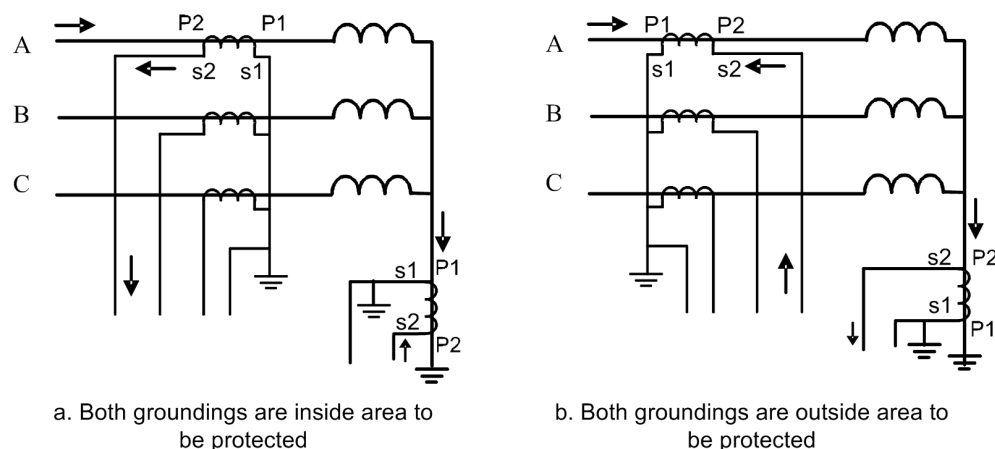 P2 P1
A
s2 s1
B
C
s1 P1
s2
P2
a. Both groundings are inside area to
be protected
P1 P2
A
s1 s2
B
C
s2 P2
s1
P1
b. Both groundings are outside area to
be protected